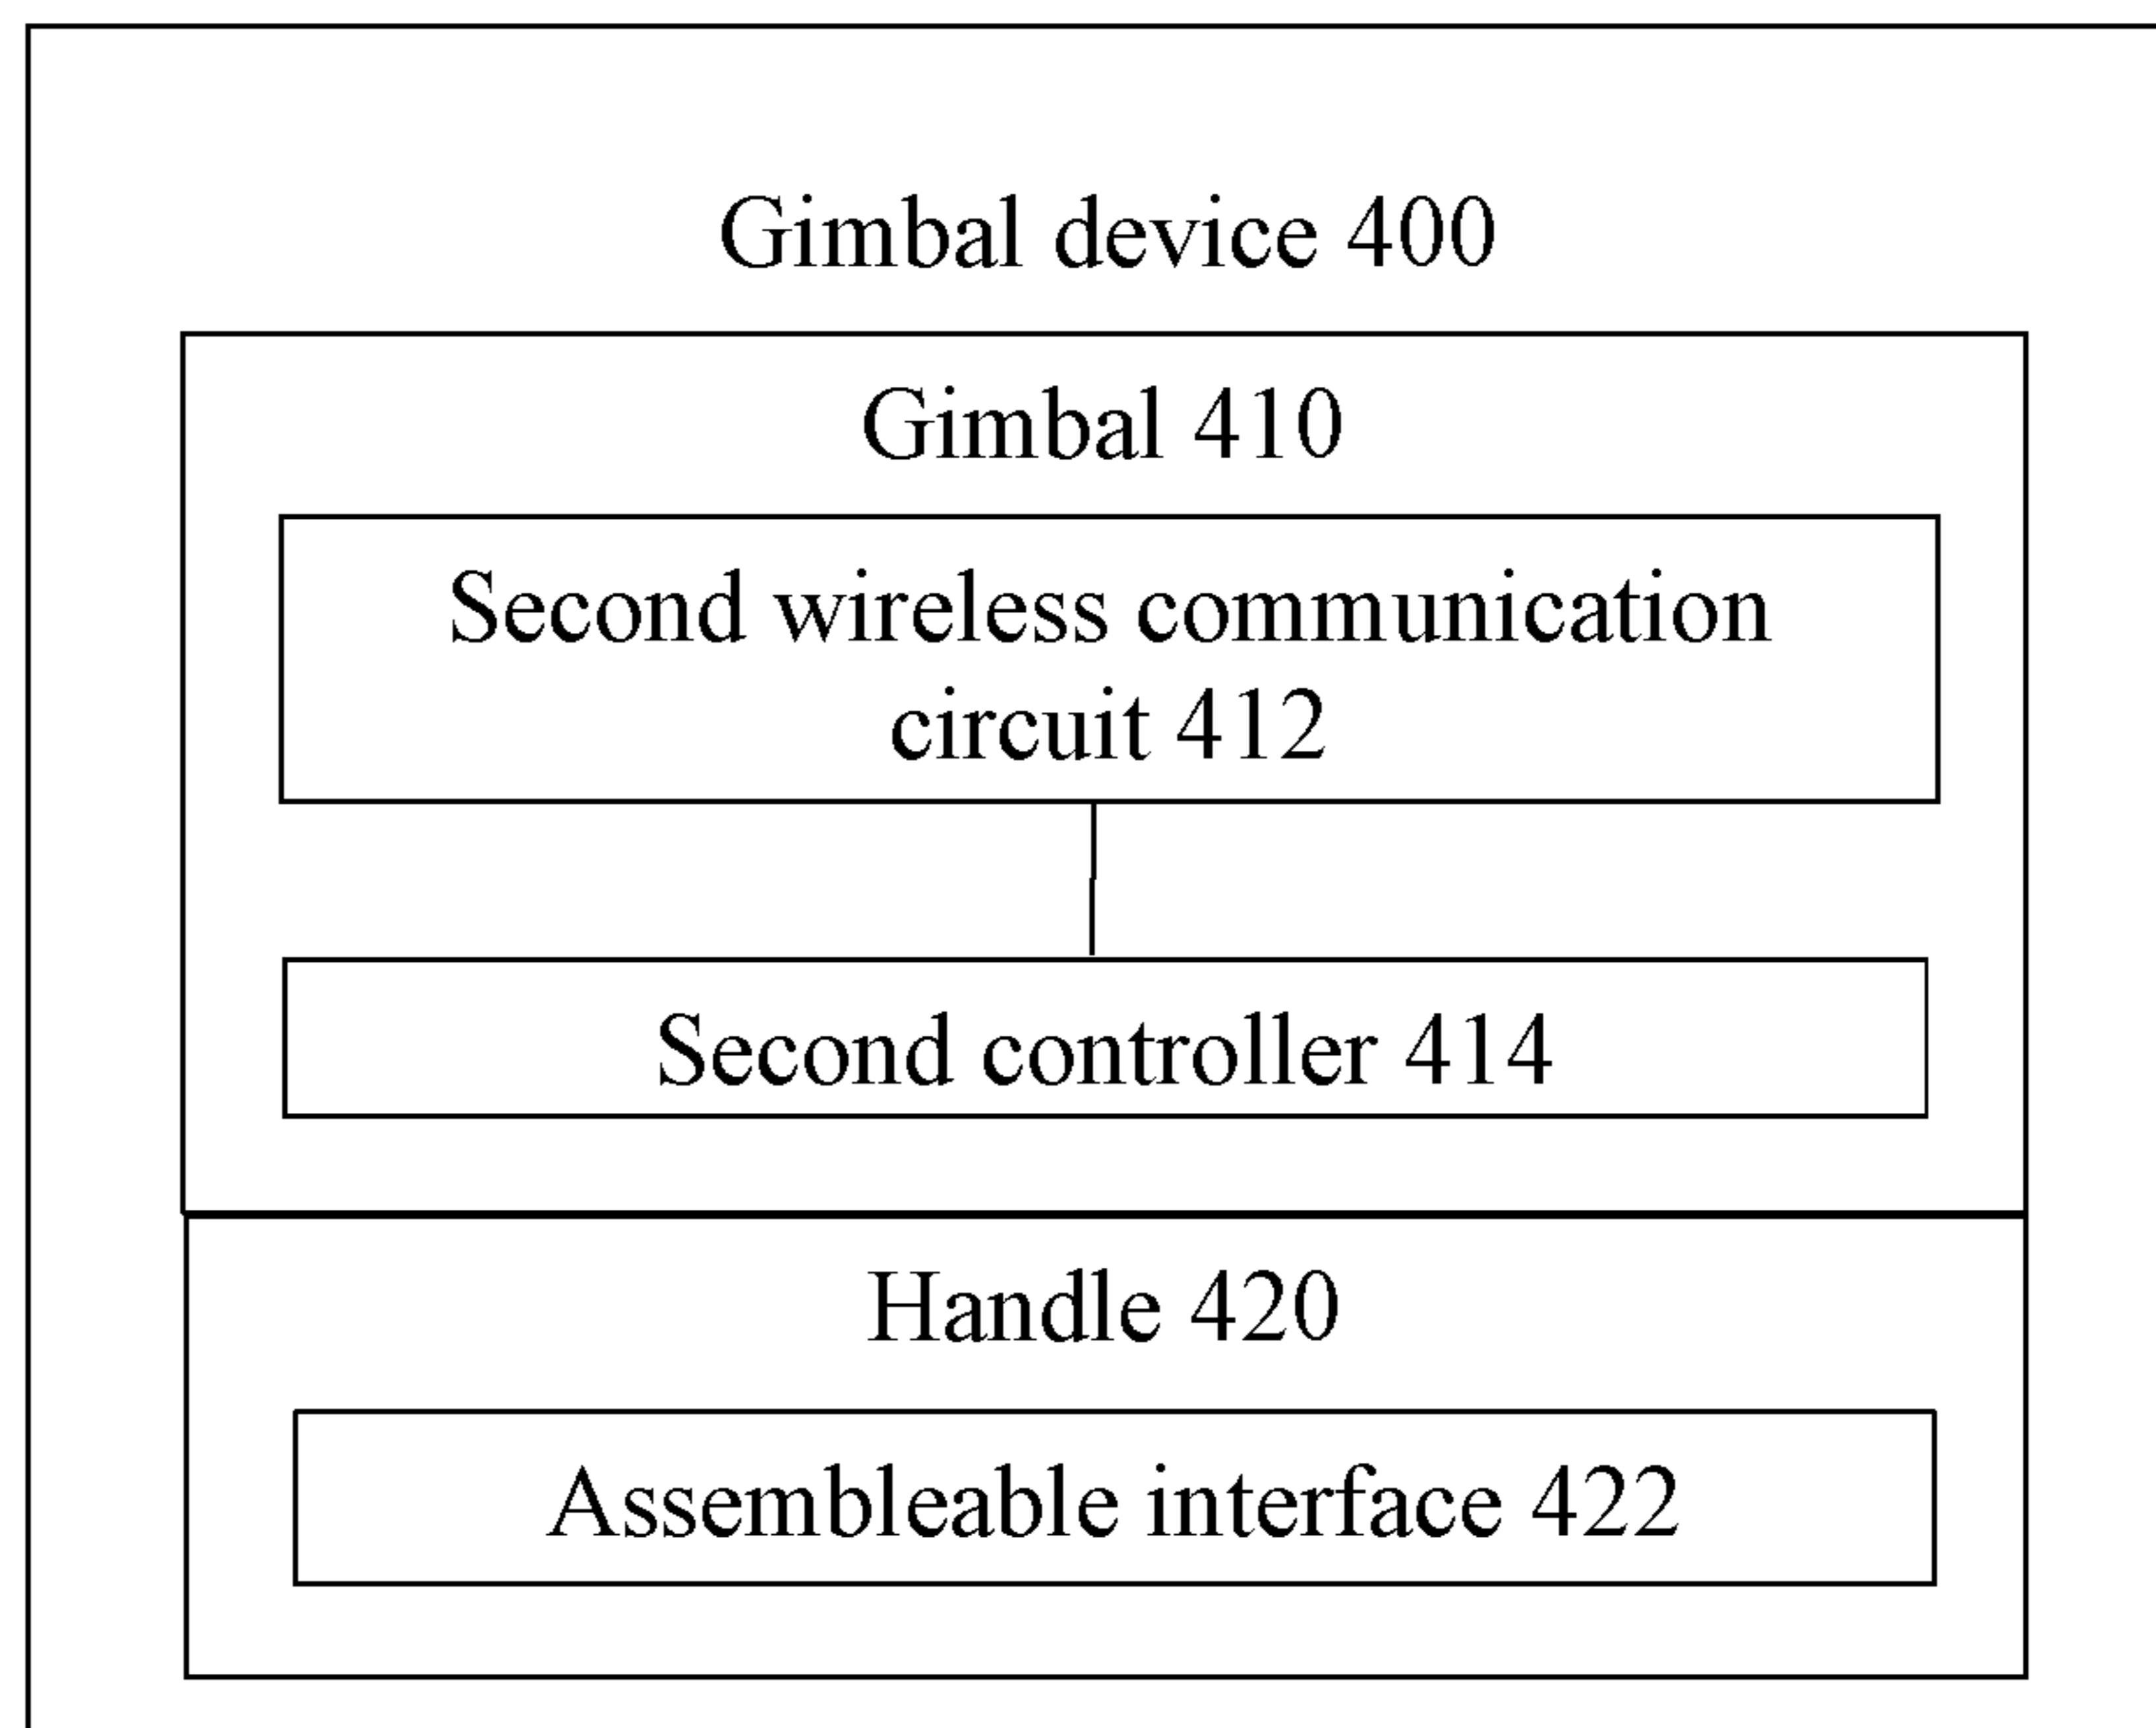 Gimbal device 400
Gimbal 410
Second wireless communication
circuit 412
Second controller 414
Handle 420
Assembleable interface 422